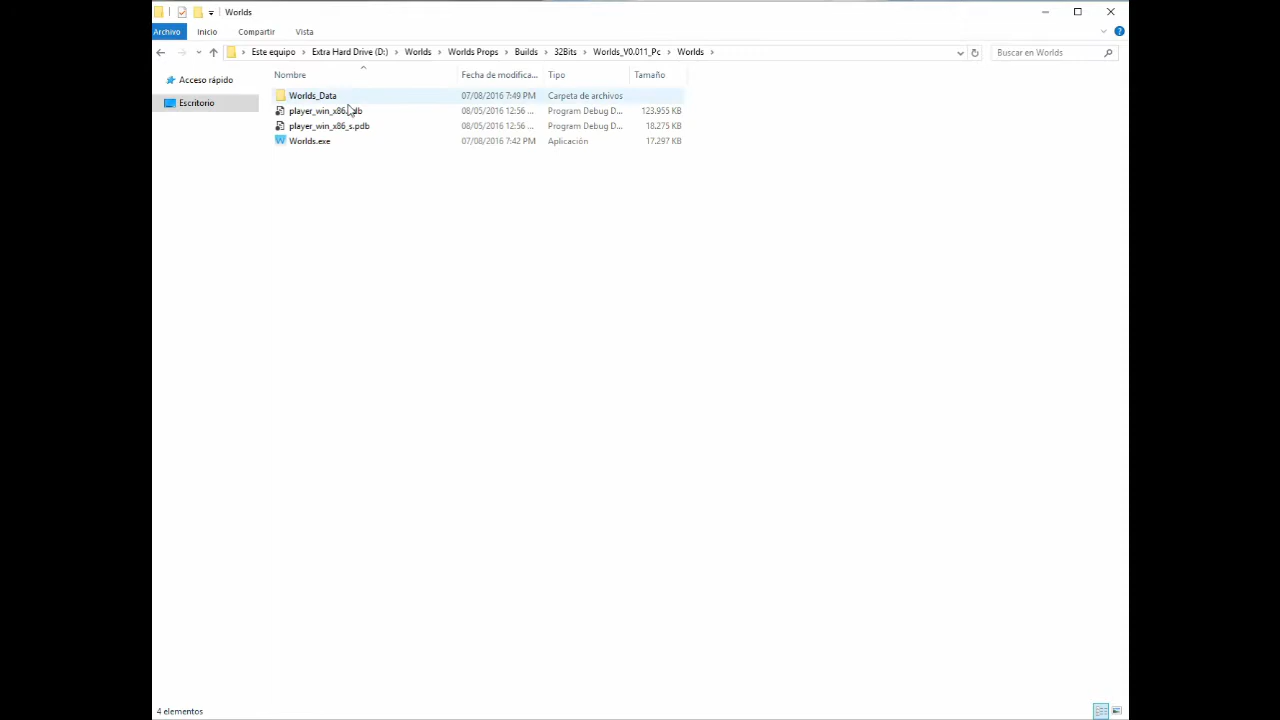 Worlds
Archivo Inicio Compartir Vista
Este equipo › Extra Hard Drive (D:) › Worlds › Worlds Props › Builds › 32Bits › Worlds_V0.011_Pc › Worlds › Buscar en Worlds
Acceso rápido
Escritorio
Nombre Fecha de modifica... Tipo Tamaño
Worlds_Data 07/08/2016 7:49 PM Carpeta de archivos
08/05/2016 12:56 ... Program Debug D... 123.955 KB
player_win_x86_s.pdb 08/05/2016 12:56 ... Program Debug D... 18.275 KB
Worlds.exe 07/08/2016 7:42 PM Aplicación 17.297 KB
4 elementos